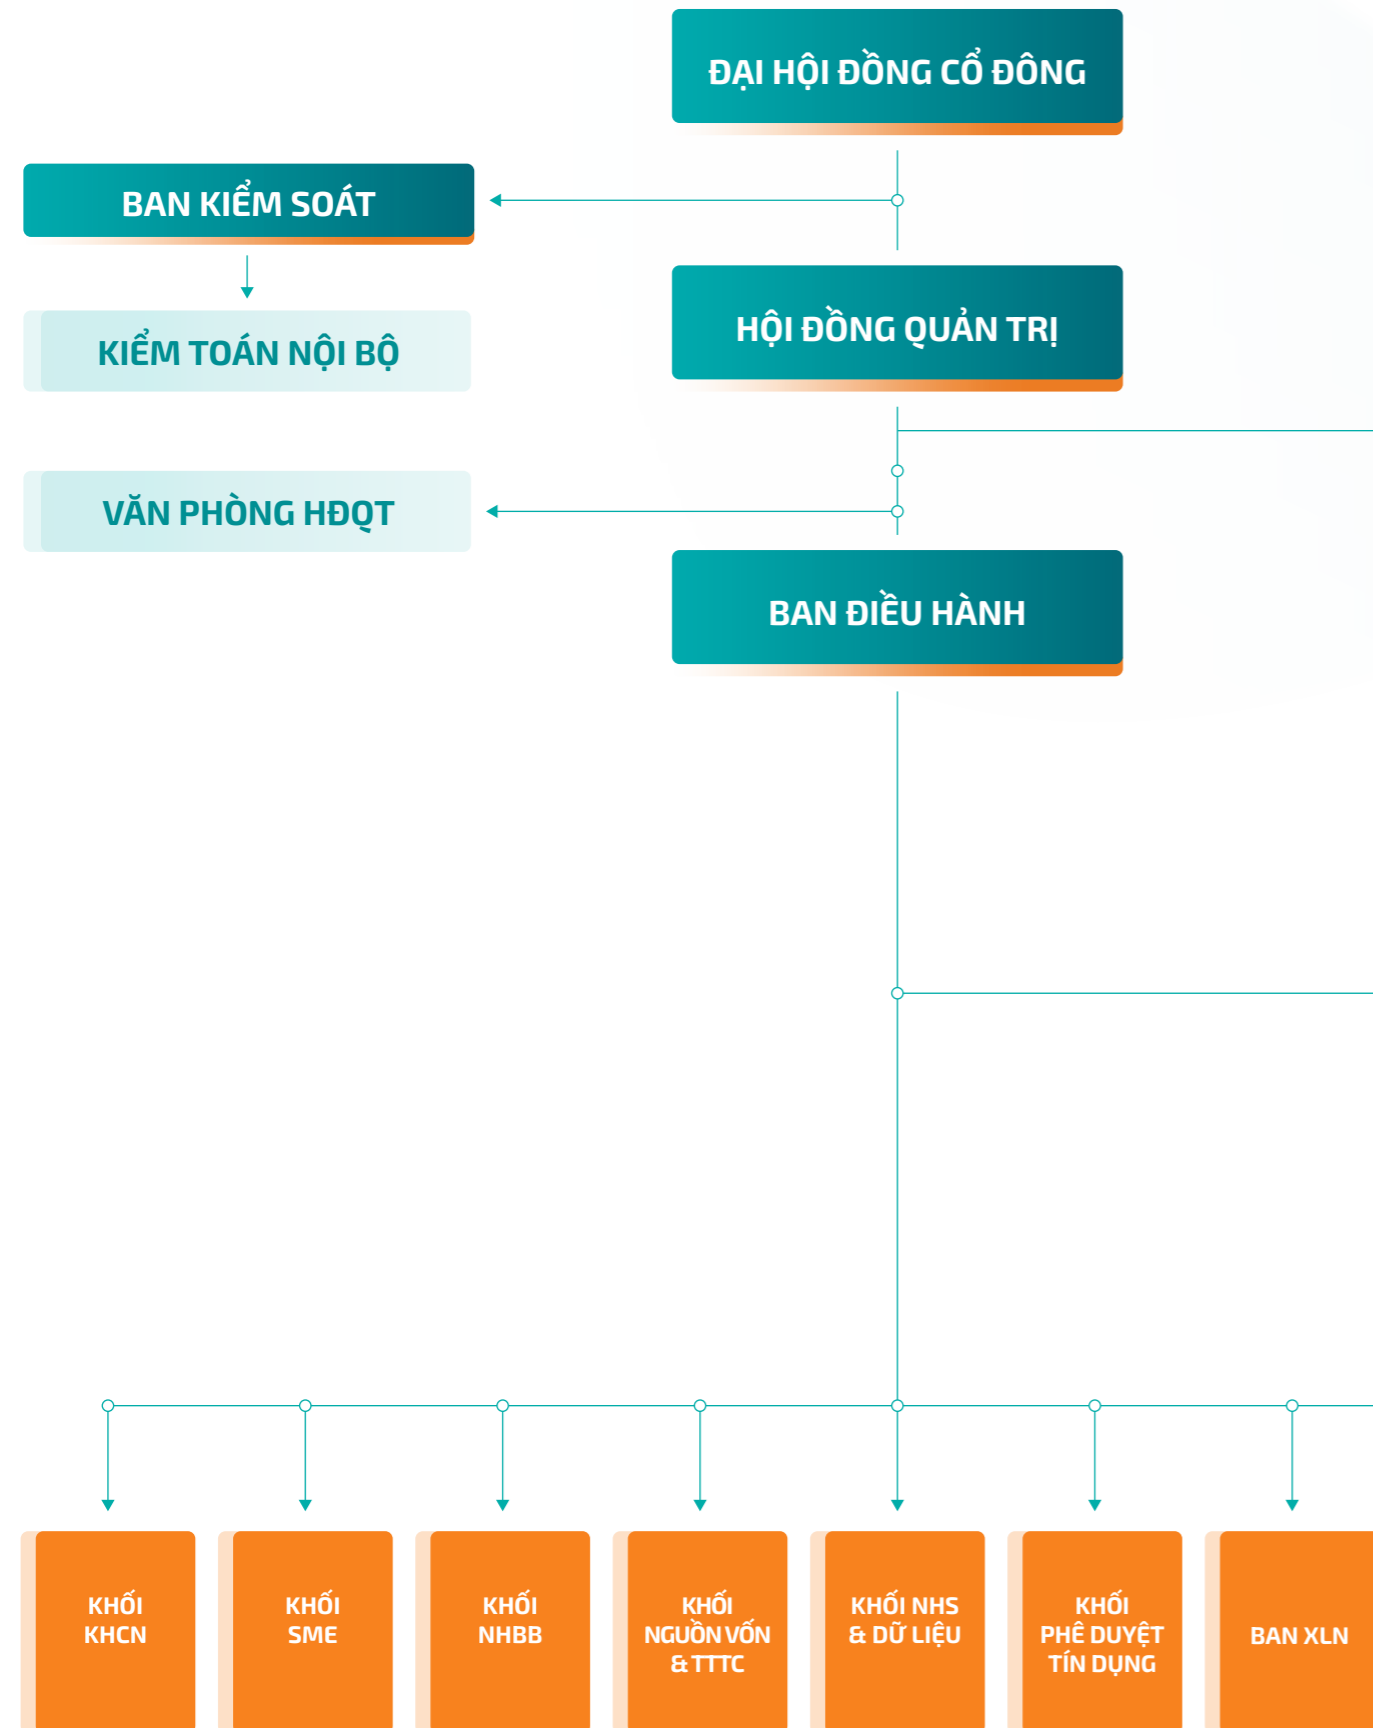 ĐẠI HỘI ĐỒNG CỔ ĐÔNG
BAN KIỂM SOÁT
HỘI ĐỒNG QUẢN TRỊ
KIỂM TOÁN NỘI BỘ
VĂN PHÒNG HĐQT
BAN ĐIỀU HÀNH
KHỐI
KHCN
KHỐI
SME
KHỐI
NHBB
KHỐI
NGUỒN VỐN
& TTTC
KHỐI NHS
& DỮ LIỆU
KHỐI
PHÊ DUYỆT
TÍN DỤNG
BAN XLN